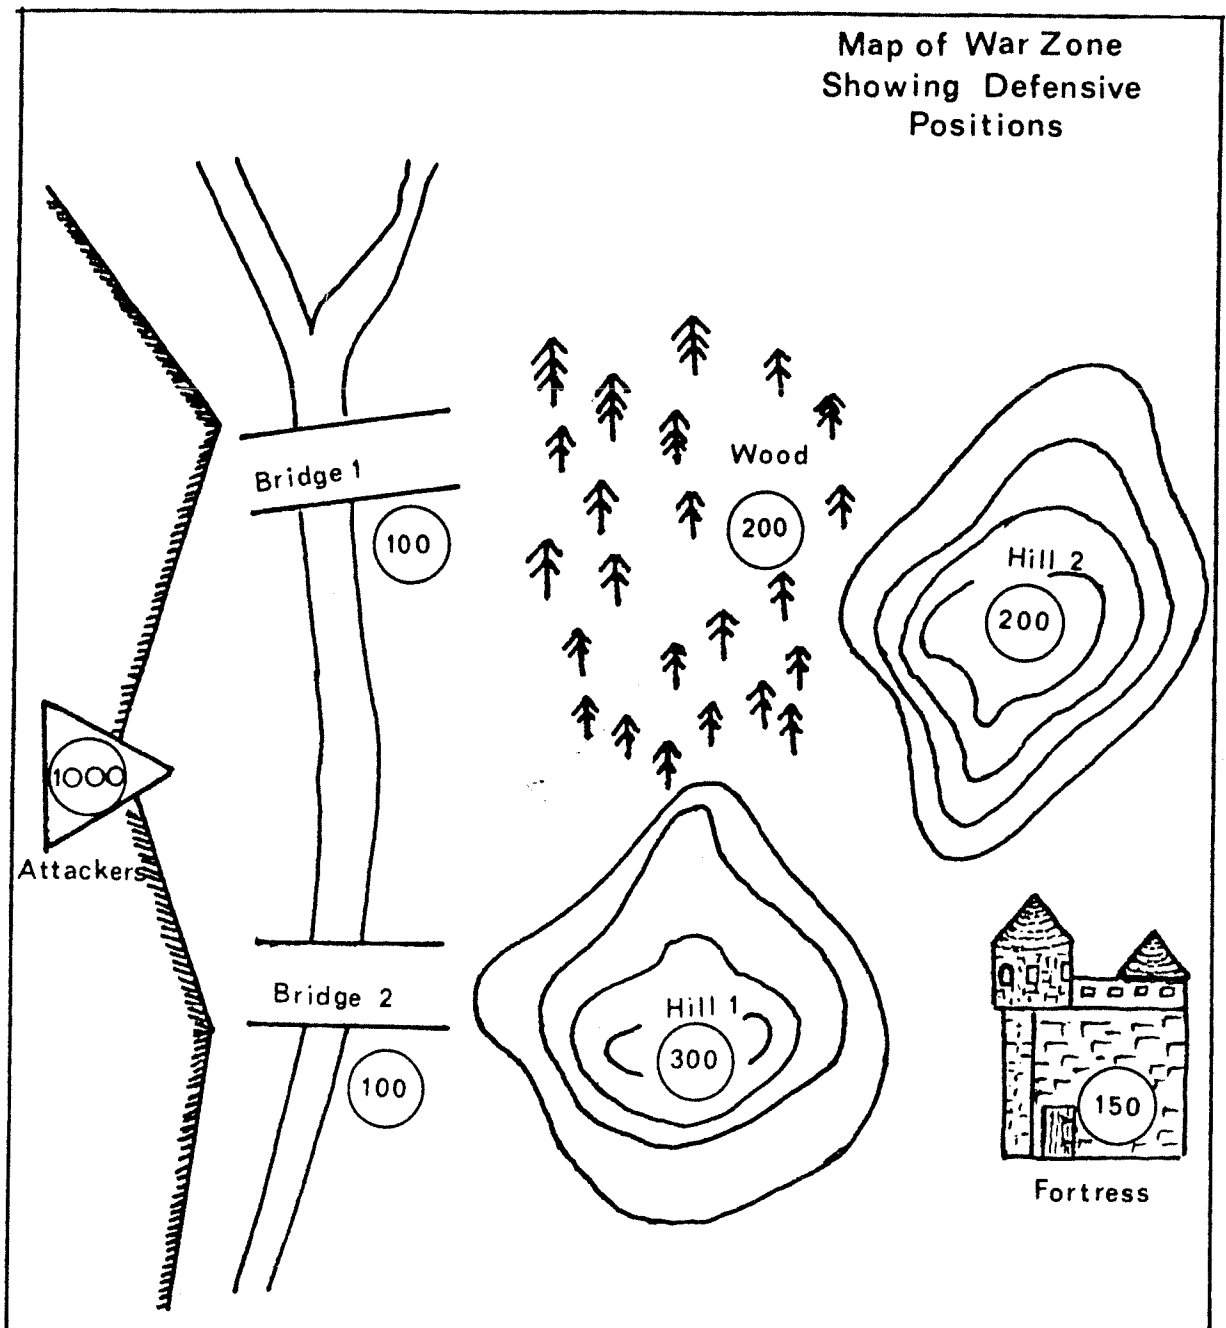 Map of War Zone
Showing Defensive
Positions
Wood
Bridge 1
200
100
Hill 2
200
1000
Attackers
Bridge 2
Hill 1
300
100
150
Fortress